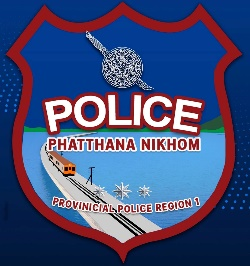 POLICE
PHATTHANA NIKHOM
PROVINICIAL POLICE REGION 1